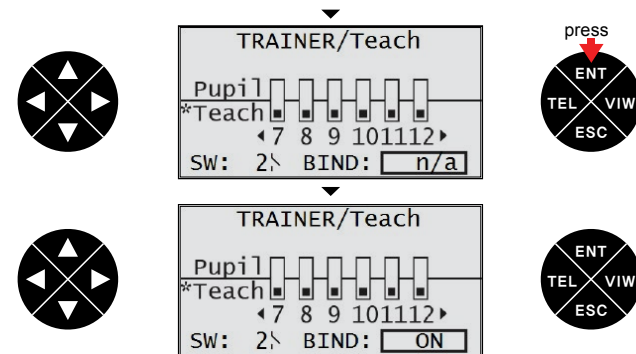 TRAINER/Teach
press
Pupil
*Teach
7 8 9 101112
SW: 2 BIND: n/a
ENT
TEL VIW
ESC
TRAINER/Teach
Pupil
*Teach
7 8 9 101112
SW: 2 BIND: ON
ENT
TEL VIW
ESC